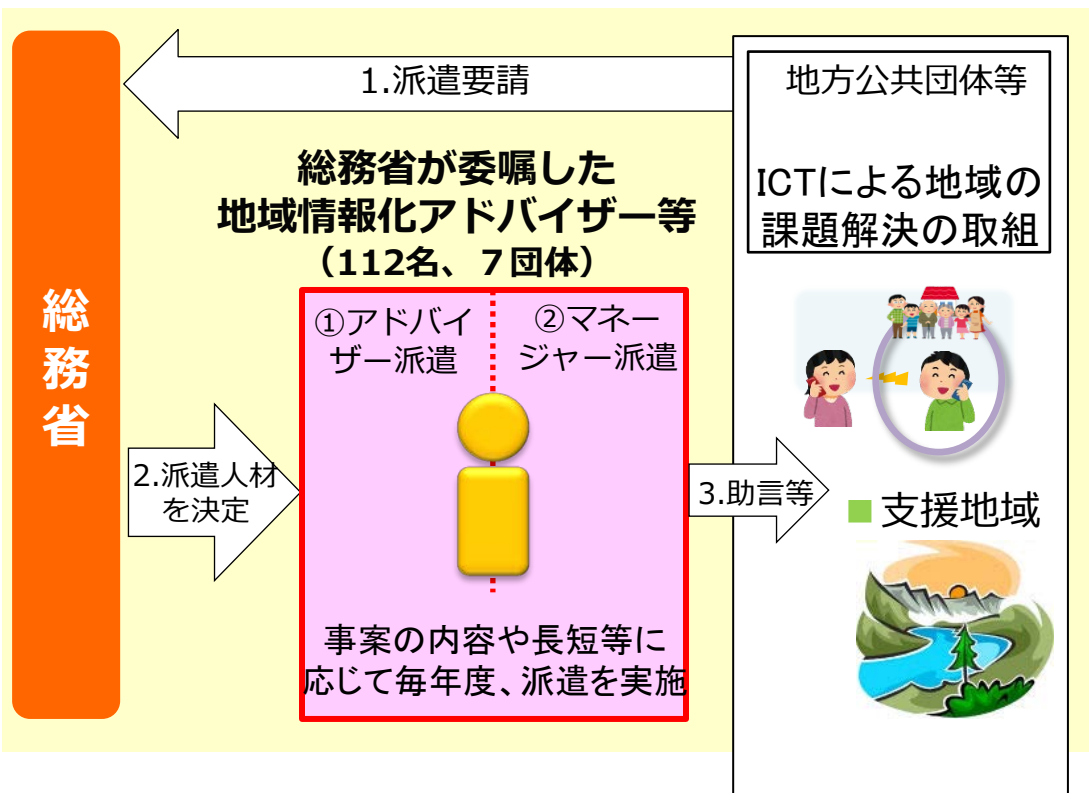 総務省
1.派遣要請
地方公共団体等
ICTによる地域の
課題解決の取組
総務省が委嘱した
地域情報化アドバイザー等
（112名、７団体）
①アドバイ
ザー派遣
②マネー
ジャー派遣
2.派遣人材
を決定
3.助言等
事案の内容や長短等に
応じて毎年度、派遣を実施
■支援地域